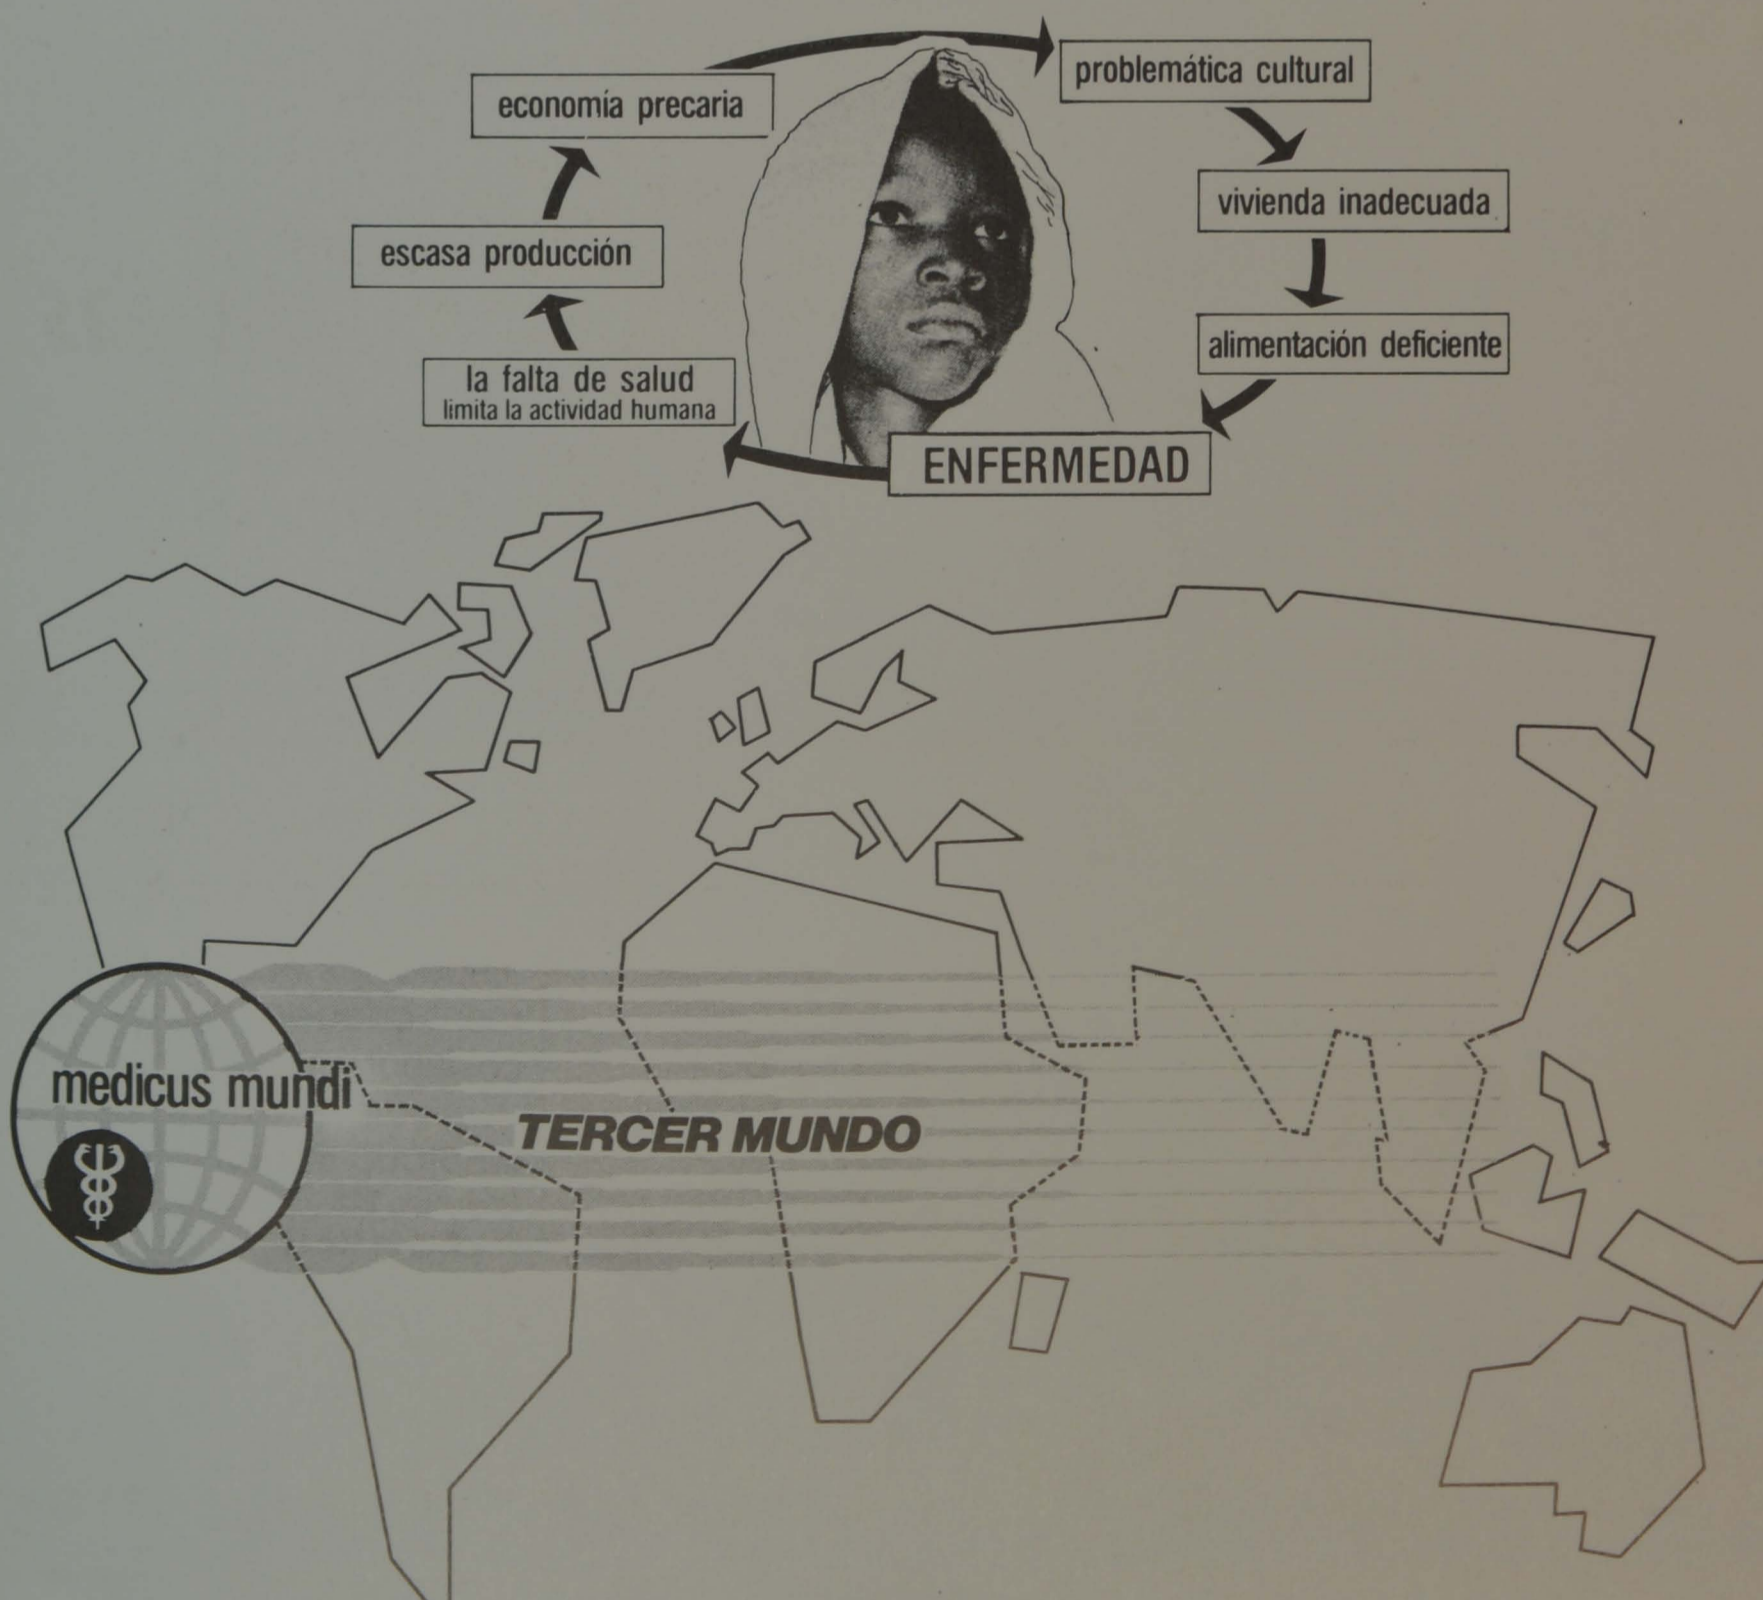 economía precaria
problemática cultural
vivienda inadecuada
alimentación deficiente
ENFERMEDAD
la falta de salud
limita la actividad humana
escasa producción
medicus mundi
TERCER MUNDO